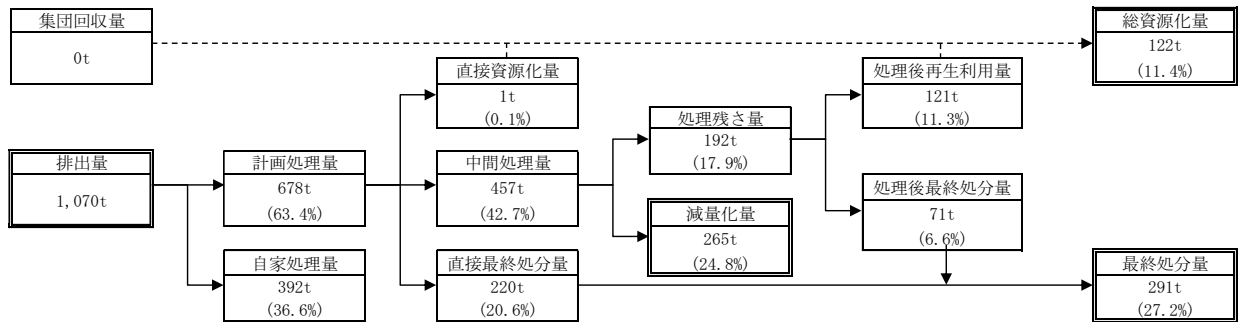 集団回収量
0t
総資源化量
122t
(11.4%)
直接資源化量
1t
(0.1%)
処理後再生利用量
121t
(11.3%)
処理残さ量
192t
(17.9%)
排出量
1,070t
計画処理量
678t
(63.4%)
中間処理量
457t
(42.7%)
減量化量
265t
(24.8%)
処理後最終処分量
71t
(6.6%)
自家処理量
392t
(36.6%)
直接最終処分量
220t
(20.6%)
最終処分量
291t
(27.2%)